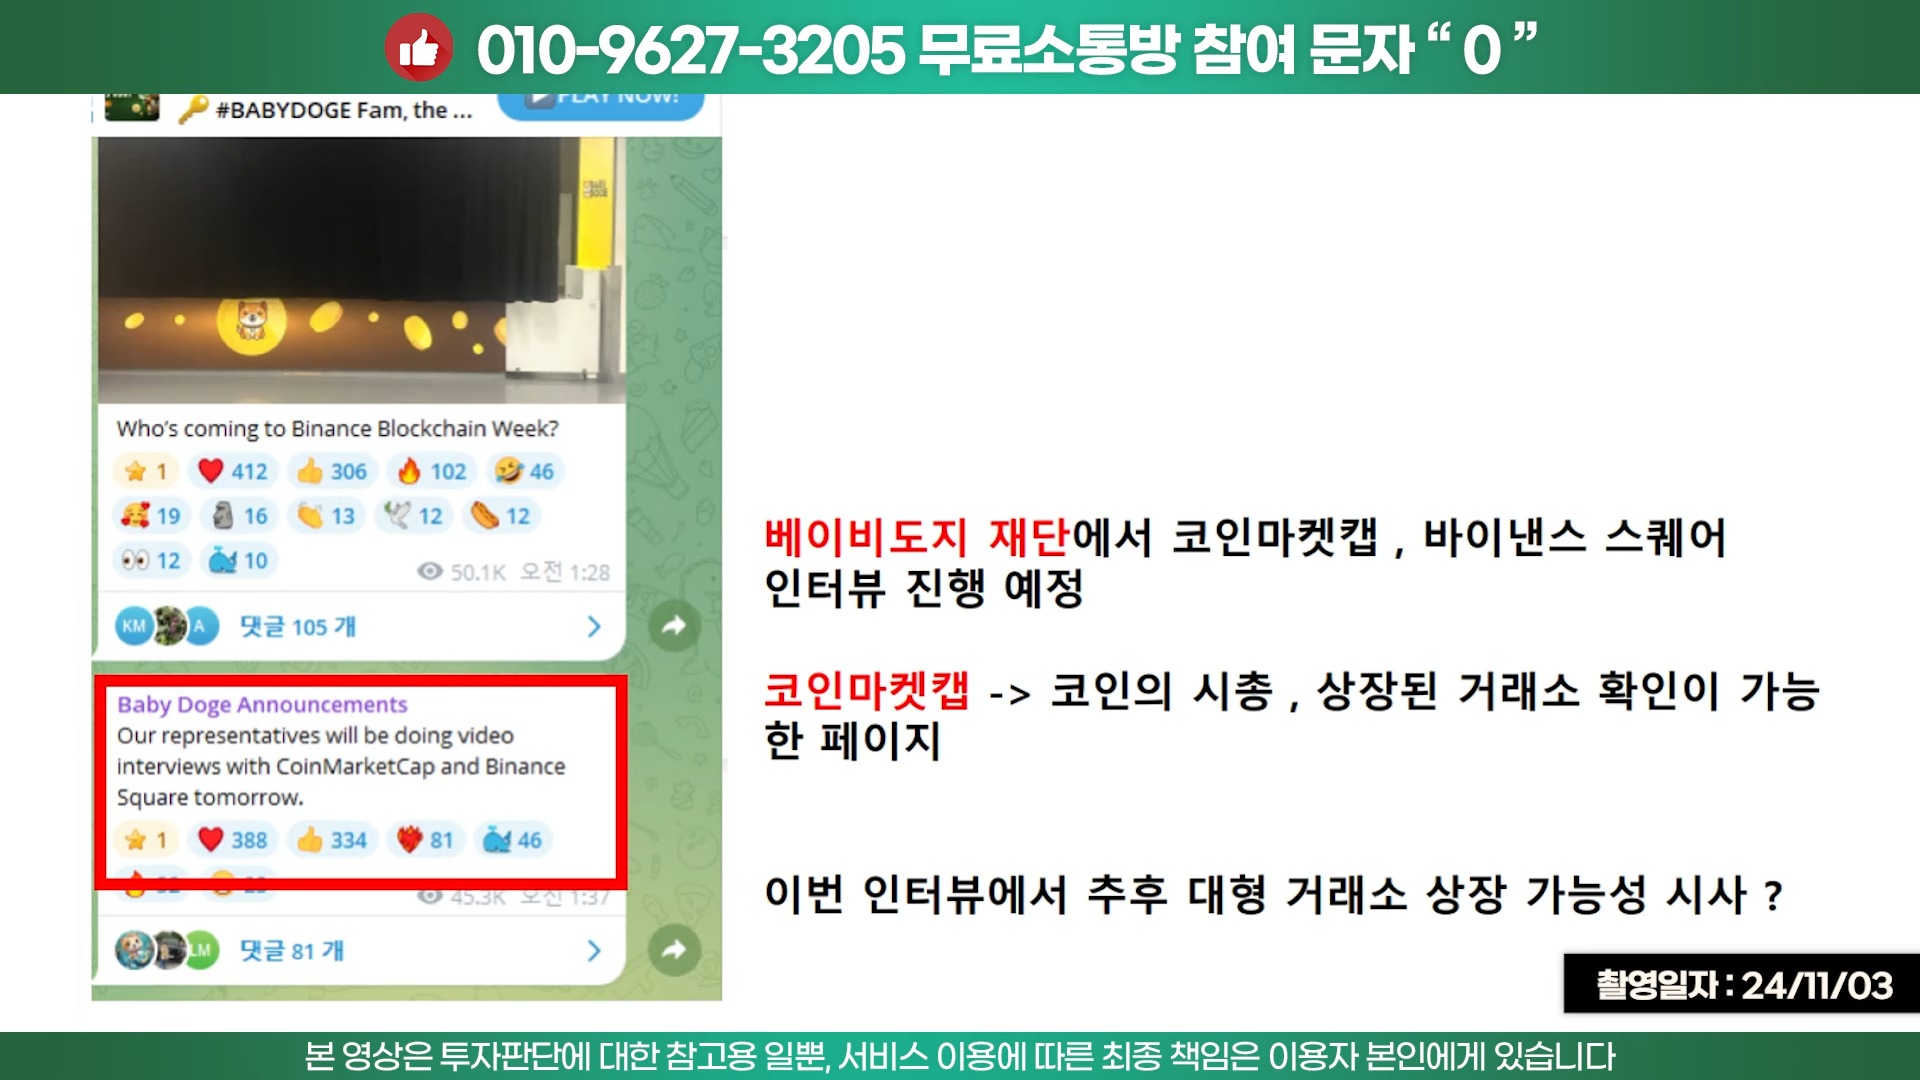 010-9627-3205 무료소통방 참여 문자 “ 0 ”
#BABYDOGE Fam, the ...
PLAY NOW!
Who's coming to Binance Blockchain Week?
1 412 306 102 46
19 16 13 12 12
12 10
50.1K 오전 1:28
KM A 댓글 105 개
Baby Doge Announcements
Our representatives will be doing video
interviews with CoinMarketCap and Binance
Square tomorrow.
1 388 334 81 46
45.3K 오전 1:37
LM 댓글 81 개
베이비도지 재단에서 코인마켓캡 , 바이낸스 스퀘어
인터뷰 진행 예정
코인마켓캡 -> 코인의 시총 , 상장된 거래소 확인이 가능
한 페이지
이번 인터뷰에서 추후 대형 거래소 상장 가능성 시사 ?
촬영일자 : 24/11/03
본 영상은 투자판단에 대한 참고용 일뿐, 서비스 이용에 따른 최종 책임은 이용자 본인에게 있습니다